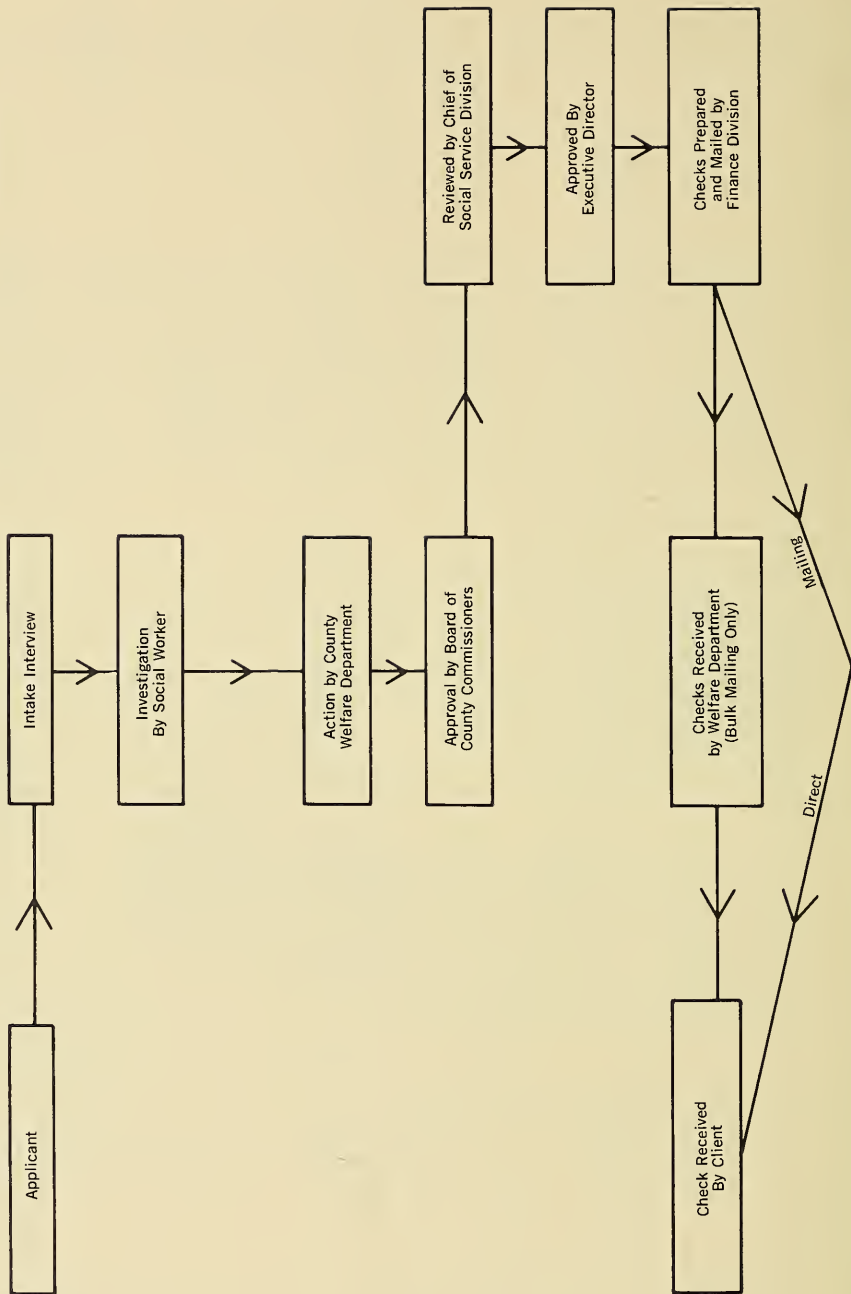 Applicant
Intake Interview
Investigation
By Social Worker
Action by County
Welfare Department
Approval by Board of
County Commissioners
Reviewed by Chief of
Social Service Division
Approved By
Executive Director
Checks Prepared
and Mailed by
Finance Division
Checks Received
by Welfare Department
(Bulk Mailing Only)
Check Received
By Client
Direct
Mailing